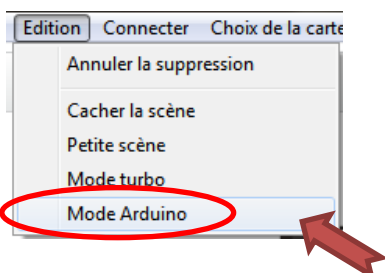 Edition Connecter Choix de la carte
Annuler la suppression
Cacher la scène
Petite scène
Mode turbo
Mode Arduino